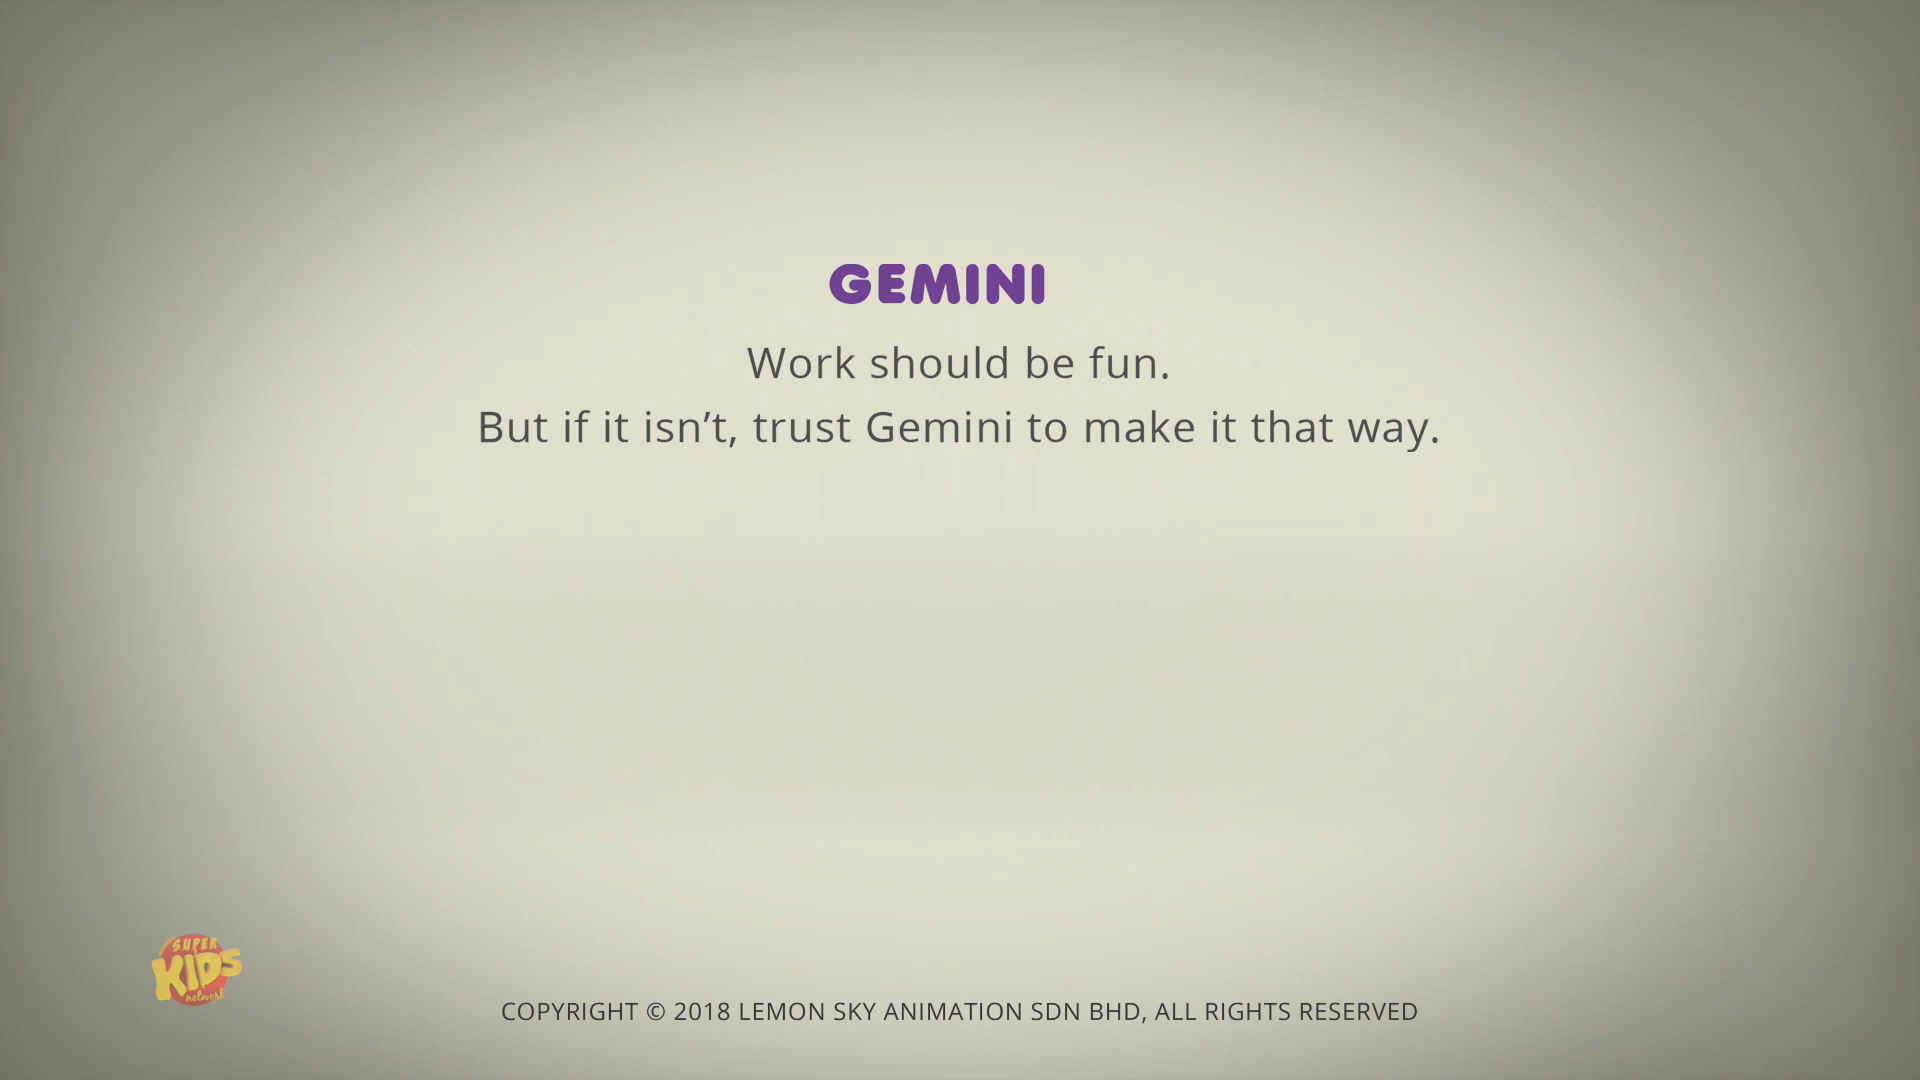 GEMINI
Work should be fun.
But if it isn’t, trust Gemini to make it that way.
SUPER
KIDS
network
COPYRIGHT © 2018 LEMON SKY ANIMATION SDN BHD, ALL RIGHTS RESERVED